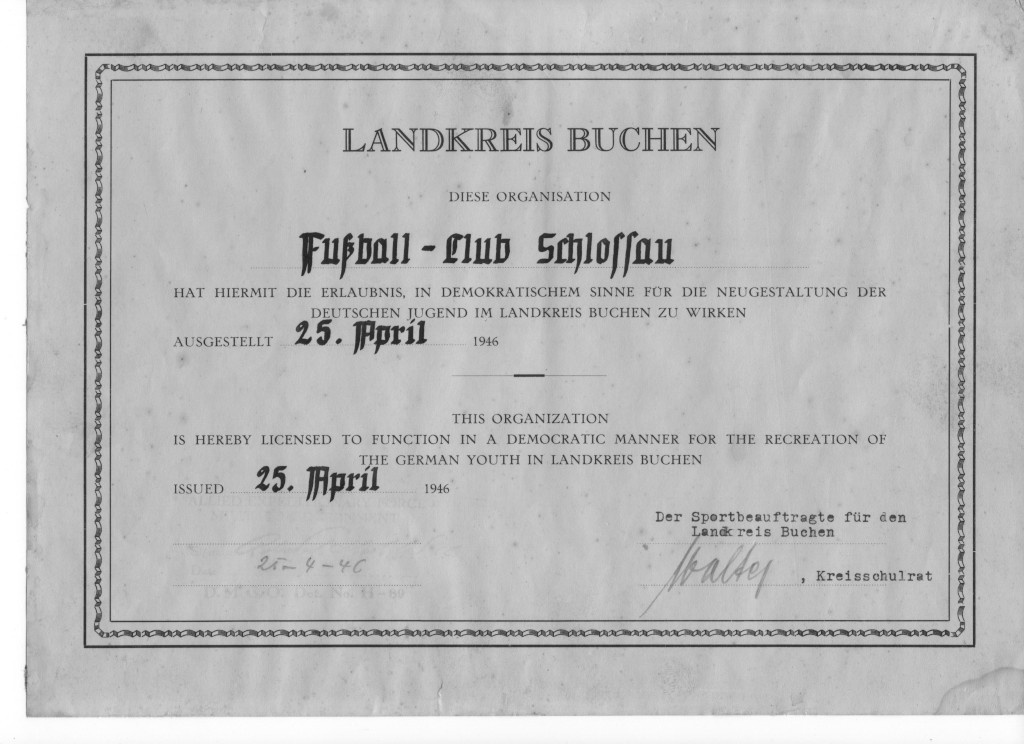 LANDKREIS BUCHEN
DIESE ORGANISATION
Fußball-Club Schlossau
HAT HIERMIT DIE ERLAUBNIS, IN DEMOKRATISCHEM SINNE FÜR DIE NEUGESTALTUNG DER
DEUTSCHEN JUGEND IM LANDKREIS BUCHEN ZU WIRKEN
AUSGESTELLT 25. April 1946
THIS ORGANIZATION
IS HEREBY LICENSED TO FUNCTION IN A DEMOCRATIC MANNER FOR THE RECREATION OF
THE GERMAN YOUTH IN LANDKREIS BUCHEN
ISSUED 25. April 1946
Der Sportbeauftragte für den
Landkreis Buchen
25-4-46
, Kreisschulrat